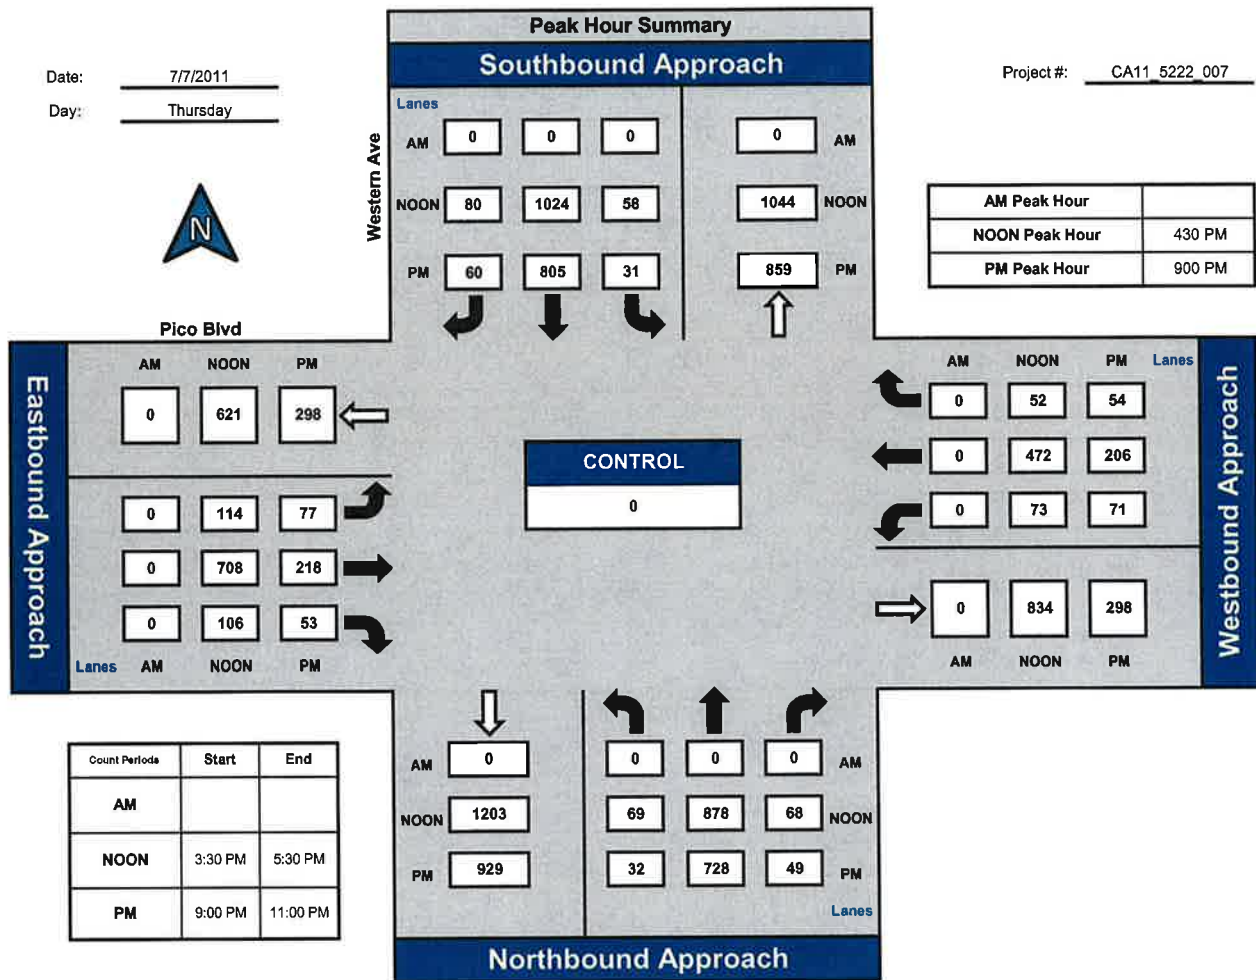 Peak Hour Summary
Southbound Approach
Date: 7/7/2011
Day: Thursday
Project #: CA11_5222_007
N
Western Ave
Lanes
AM 0 0 0 0 AM
NOON 80 1024 58 1044 NOON
PM 60 805 31 859 PM
AM Peak Hour
NOON Peak Hour 430 PM
PM Peak Hour 900 PM
Pico Blvd
Eastbound Approach
AM NOON PM
0 621 298
0 114 77
0 708 218
0 106 53
Lanes AM NOON PM
CONTROL
0
AM NOON PM Lanes
0 52 54
0 472 206
0 73 71
0 834 298
AM NOON PM
Westbound Approach
Count Periods Start End
AM
NOON 3:30 PM 5:30 PM
PM 9:00 PM 11:00 PM
AM 0 0 0 0 AM
NOON 1203 69 878 68 NOON
PM 929 32 728 49 PM
Lanes
Northbound Approach